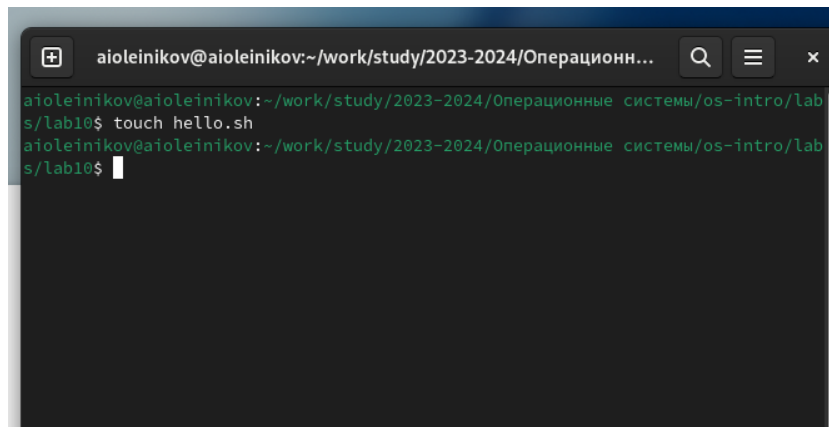 aioleinikov@aioleinikov:~/work/study/2023-2024/Операционн...
aioleinikov@aioleinikov:~/work/study/2023-2024/Операционные системы/os-intro/lab
s/lab10$ touch hello.sh
aioleinikov@aioleinikov:~/work/study/2023-2024/Операционные системы/os-intro/lab
s/lab10$